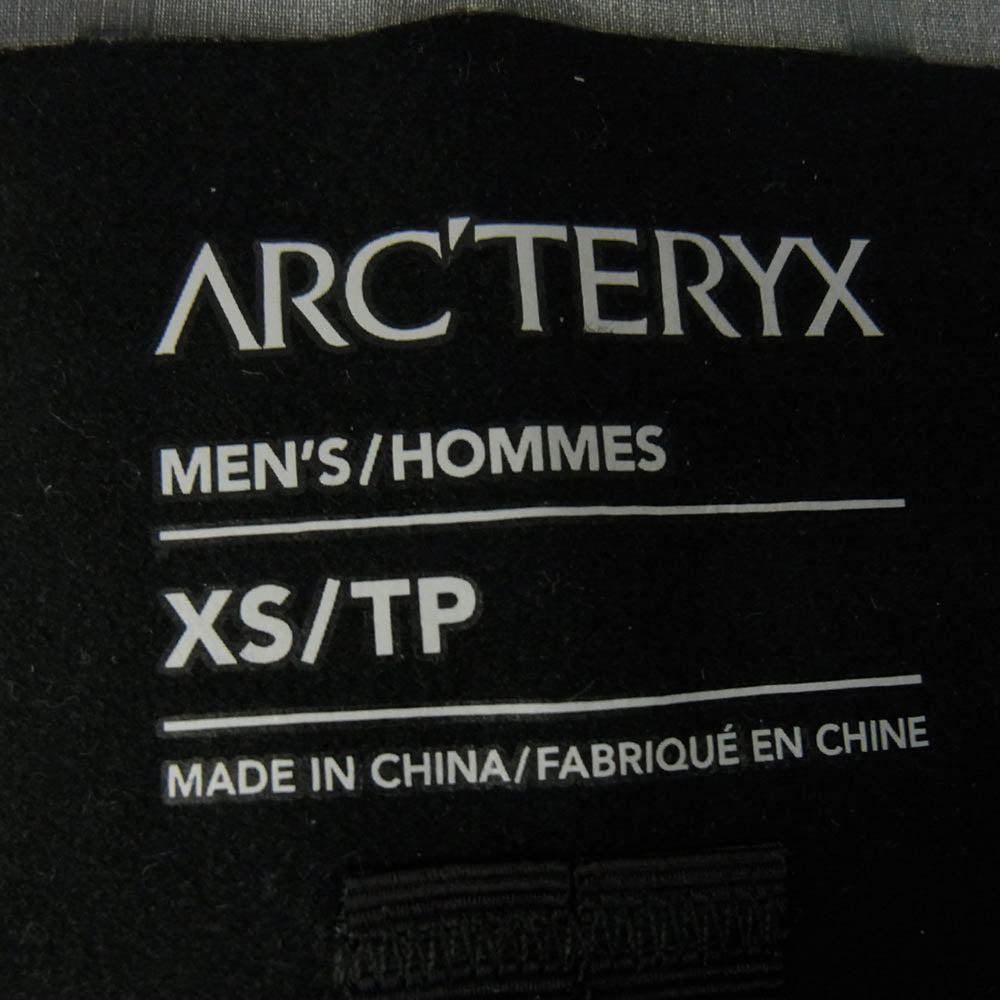 ARC'TERYX
MEN'S/HOMMES
XS/TP
MADE IN CHINA/FABRIQUÉ EN CHINE